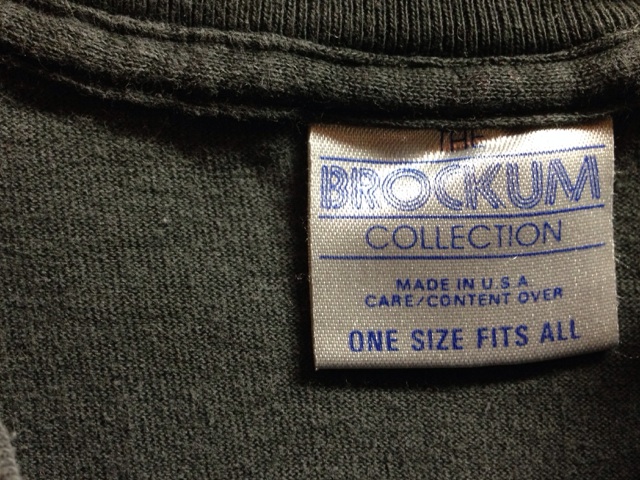 THE
BROCKUM
COLLECTION
MADE IN U.S.A
CARE/CONTENT OVER
ONE SIZE FITS ALL